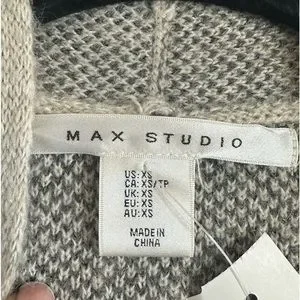 MAX STUDIO
US: XS
CA: XS/TP
UK: XS
EU: XS
AU: XS
MADE IN
CHINA